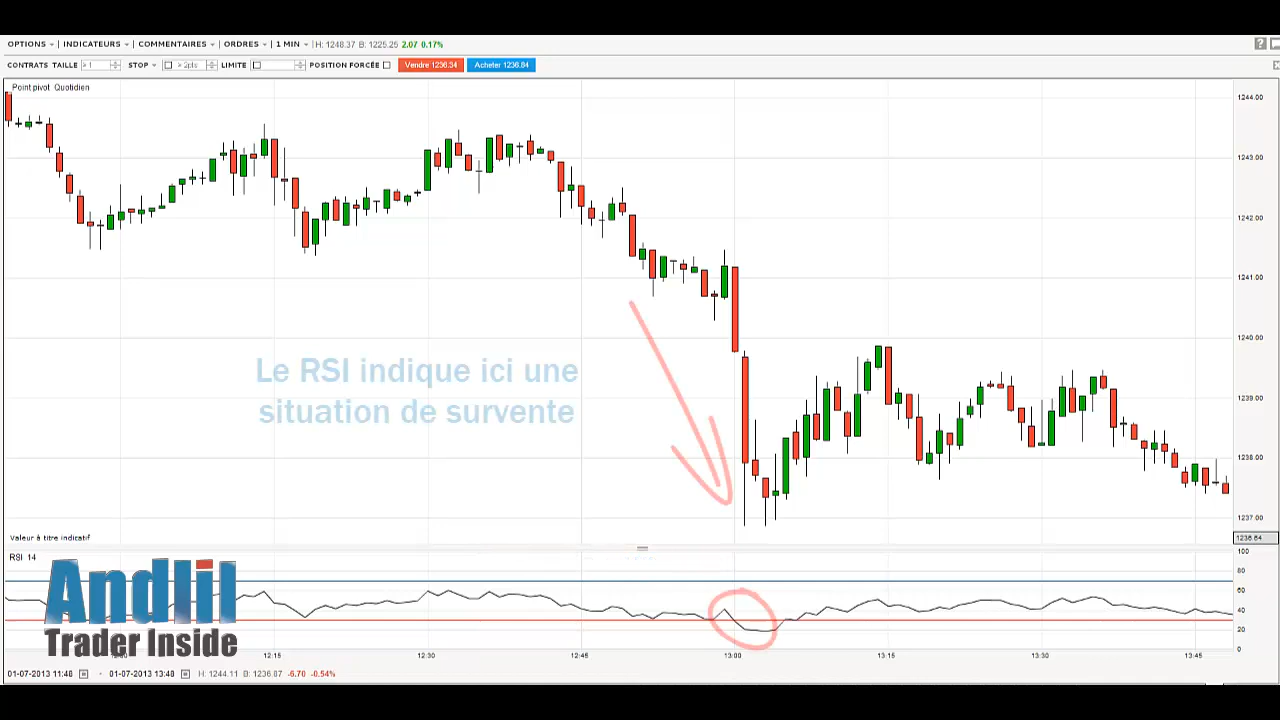 OPTIONS INDICATEURS COMMENTAIRES ORDRES 1 MIN H: 1248.37 B: 1225.25 2.07 0.17%
CONTRATS TAILLE > 1 STOP > 2pts LIMITE POSITION FORCÉE Vendre 1236.34 Acheter 1236.84
Point pivot Quotidien
1244.00
1243.00
1242.00
1241.00
1240.00
Le RSI indique ici une
situation de survente
1239.00
1238.00
1237.00
Valeur à titre indicatif
1236.84
RSI 14
100
80
60
40
20
0
Andlil
Trader Inside
12:15 12:30 12:45 13:00 13:15 13:30 13:45
01-07-2013 11:48 - 01-07-2013 13:48 H: 1244.11 B: 1236.87 -6.70 -0.54%